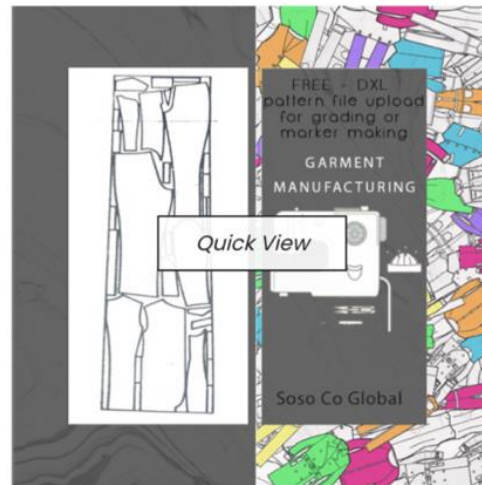 FREE - DXL
pattern file upload
for grading or
marker making
GARMENT
MANUFACTURING
Quick View
Soso Co Global